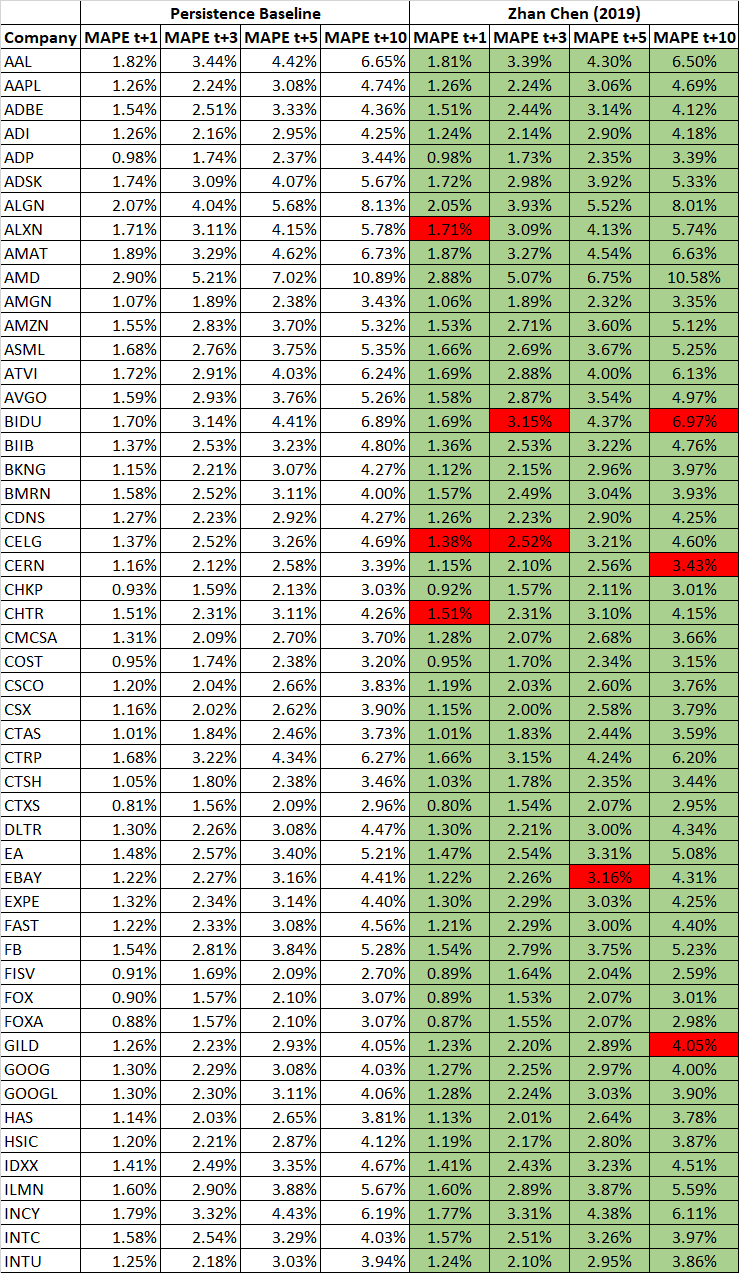 Persistence Baseline Zhan Chen (2019)
Company MAPE t+1 MAPE t+3 MAPE t+5 MAPE t+10 MAPE t+1 MAPE t+3 MAPE t+5 MAPE t+10
AAL 1.82% 3.44% 4.42% 6.65% 1.81% 3.39% 4.30% 6.50%
AAPL 1.26% 2.24% 3.08% 4.74% 1.26% 2.24% 3.06% 4.69%
ADBE 1.54% 2.51% 3.33% 4.36% 1.51% 2.44% 3.14% 4.12%
ADI 1.26% 2.16% 2.95% 4.25% 1.24% 2.14% 2.90% 4.18%
ADP 0.98% 1.74% 2.37% 3.44% 0.98% 1.73% 2.35% 3.39%
ADSK 1.74% 3.09% 4.07% 5.67% 1.72% 2.98% 3.92% 5.33%
ALGN 2.07% 4.04% 5.68% 8.13% 2.05% 3.93% 5.52% 8.01%
ALXN 1.71% 3.11% 4.15% 5.78% 1.71% 3.09% 4.13% 5.74%
AMAT 1.89% 3.29% 4.62% 6.73% 1.87% 3.27% 4.54% 6.63%
AMD 2.90% 5.21% 7.02% 10.89% 2.88% 5.07% 6.75% 10.58%
AMGN 1.07% 1.89% 2.38% 3.43% 1.06% 1.89% 2.32% 3.35%
AMZN 1.55% 2.83% 3.70% 5.32% 1.53% 2.71% 3.60% 5.12%
ASML 1.68% 2.76% 3.75% 5.35% 1.66% 2.69% 3.67% 5.25%
ATVI 1.72% 2.91% 4.03% 6.24% 1.69% 2.88% 4.00% 6.13%
AVGO 1.59% 2.93% 3.76% 5.26% 1.58% 2.87% 3.54% 4.97%
BIDU 1.70% 3.14% 4.41% 6.89% 1.69% 3.15% 4.37% 6.97%
BIIB 1.37% 2.53% 3.23% 4.80% 1.36% 2.53% 3.22% 4.76%
BKNG 1.15% 2.21% 3.07% 4.27% 1.12% 2.15% 2.96% 3.97%
BMRN 1.58% 2.52% 3.11% 4.00% 1.57% 2.49% 3.04% 3.93%
CDNS 1.27% 2.23% 2.92% 4.27% 1.26% 2.23% 2.90% 4.25%
CELG 1.37% 2.52% 3.26% 4.69% 1.38% 2.52% 3.21% 4.60%
CERN 1.16% 2.12% 2.58% 3.39% 1.15% 2.10% 2.56% 3.43%
CHKP 0.93% 1.59% 2.13% 3.03% 0.92% 1.57% 2.11% 3.01%
CHTR 1.51% 2.31% 3.11% 4.26% 1.51% 2.31% 3.10% 4.15%
CMCSA 1.31% 2.09% 2.70% 3.70% 1.28% 2.07% 2.68% 3.66%
COST 0.95% 1.74% 2.38% 3.20% 0.95% 1.70% 2.34% 3.15%
CSCO 1.20% 2.04% 2.66% 3.83% 1.19% 2.03% 2.60% 3.76%
CSX 1.16% 2.02% 2.62% 3.90% 1.15% 2.00% 2.58% 3.79%
CTAS 1.01% 1.84% 2.46% 3.73% 1.01% 1.83% 2.44% 3.59%
CTRP 1.68% 3.22% 4.34% 6.27% 1.66% 3.15% 4.24% 6.20%
CTSH 1.05% 1.80% 2.38% 3.46% 1.03% 1.78% 2.35% 3.44%
CTXS 0.81% 1.56% 2.09% 2.96% 0.80% 1.54% 2.07% 2.95%
DLTR 1.30% 2.26% 3.08% 4.47% 1.30% 2.21% 3.00% 4.34%
EA 1.48% 2.57% 3.40% 5.21% 1.47% 2.54% 3.31% 5.08%
EBAY 1.22% 2.27% 3.16% 4.41% 1.22% 2.26% 3.16% 4.31%
EXPE 1.32% 2.34% 3.14% 4.40% 1.30% 2.29% 3.03% 4.25%
FAST 1.22% 2.33% 3.08% 4.56% 1.21% 2.29% 3.00% 4.40%
FB 1.54% 2.81% 3.84% 5.28% 1.54% 2.79% 3.75% 5.23%
FISV 0.91% 1.69% 2.09% 2.70% 0.89% 1.64% 2.04% 2.59%
FOX 0.90% 1.57% 2.10% 3.07% 0.89% 1.53% 2.07% 3.01%
FOXA 0.88% 1.57% 2.10% 3.07% 0.87% 1.55% 2.07% 2.98%
GILD 1.26% 2.23% 2.93% 4.05% 1.23% 2.20% 2.89% 4.05%
GOOG 1.30% 2.29% 3.08% 4.03% 1.27% 2.25% 2.97% 4.00%
GOOGL 1.30% 2.30% 3.11% 4.06% 1.28% 2.24% 3.03% 3.90%
HAS 1.14% 2.03% 2.65% 3.81% 1.13% 2.01% 2.64% 3.78%
HSIC 1.20% 2.21% 2.87% 4.12% 1.19% 2.17% 2.80% 3.87%
IDXX 1.41% 2.49% 3.35% 4.67% 1.41% 2.43% 3.23% 4.51%
ILMN 1.60% 2.90% 3.88% 5.67% 1.60% 2.89% 3.87% 5.59%
INCY 1.79% 3.32% 4.43% 6.19% 1.77% 3.31% 4.38% 6.11%
INTC 1.58% 2.54% 3.29% 4.03% 1.57% 2.51% 3.26% 3.97%
INTU 1.25% 2.18% 3.03% 3.94% 1.24% 2.10% 2.95% 3.86%